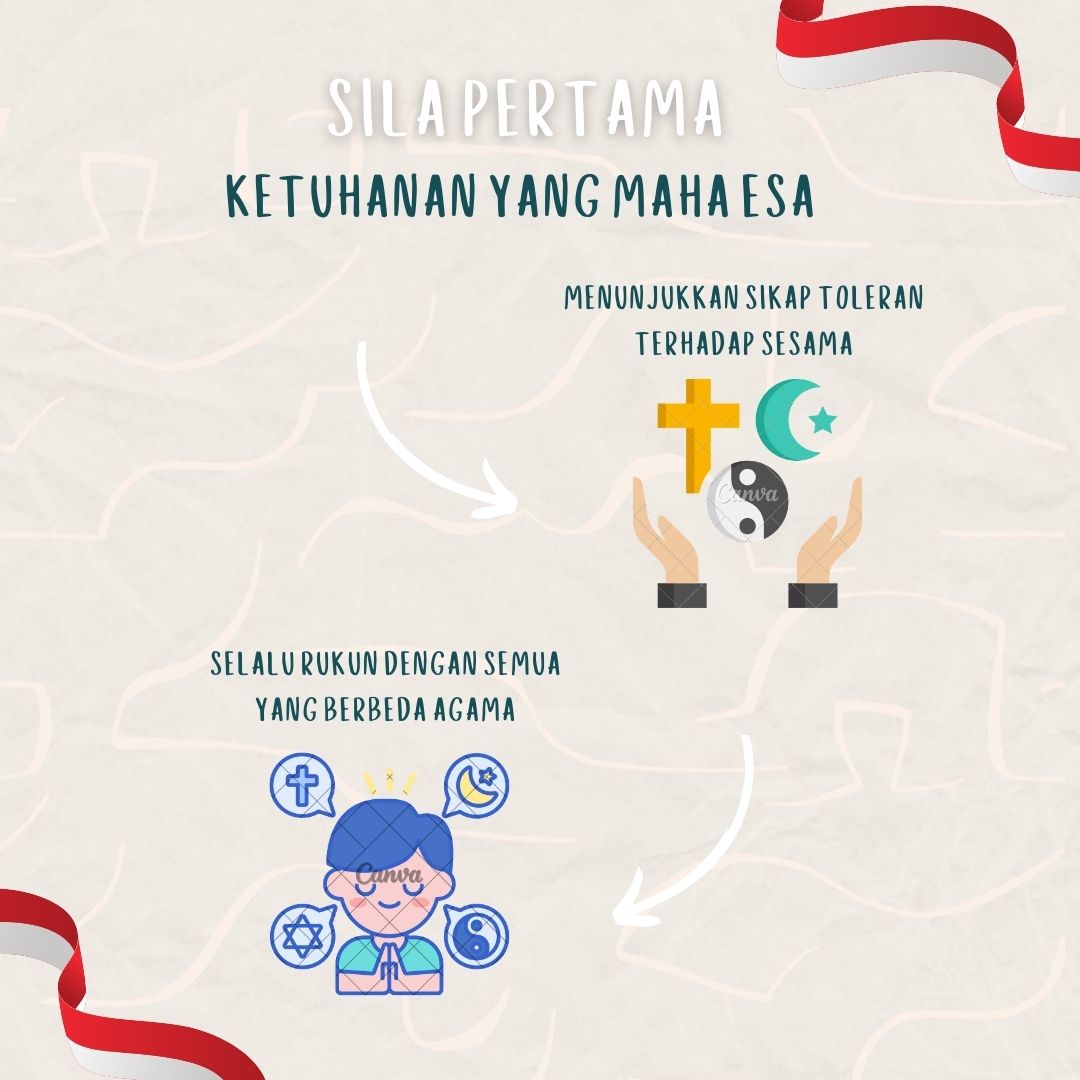 SILA PERTAMA
KETUHANAN YANG MAHA ESA
MENUNJUKKAN SIKAP TOLERAN
TERHADAP SESAMA
Canva
SELALU RUKUN DENGAN SEMUA
YANG BERBEDA AGAMA
Canva